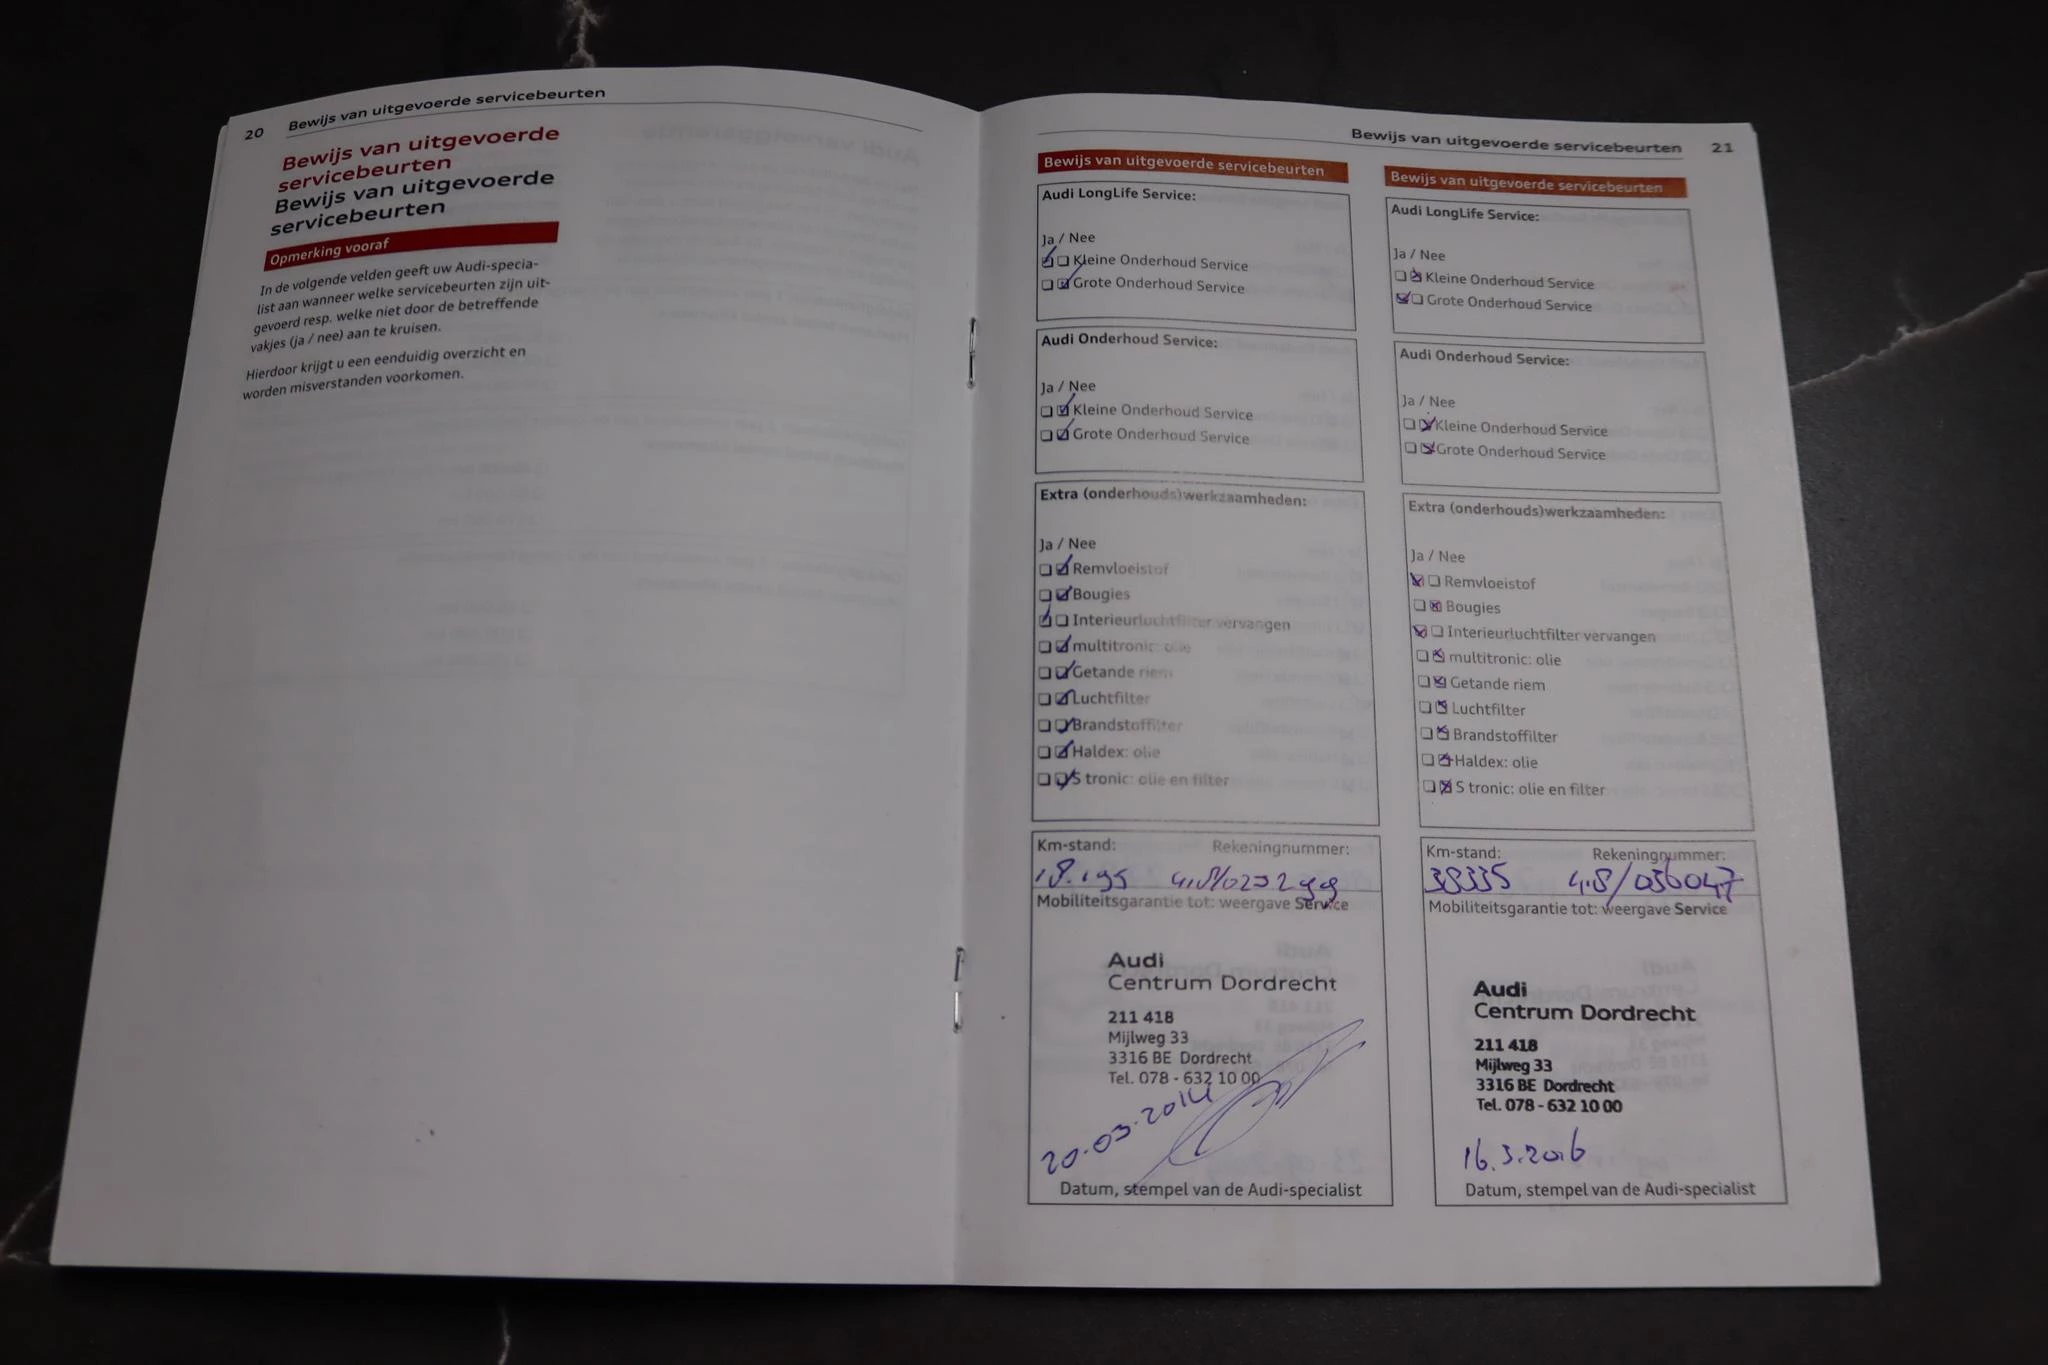 20 Bewijs van uitgevoerde servicebeurten
Bewijs van uitgevoerde
servicebeurten
Bewijs van uitgevoerde
servicebeurten
Opmerking vooraf
In de volgende velden geeft uw Audi-specia-
list aan wanneer welke servicebeurten zijn uit-
gevoerd resp. welke niet door de betreffende
vakjes (ja / nee) aan te kruisen.
Hierdoor krijgt u een eenduidig overzicht en
worden misverstanden voorkomen.
Bewijs van uitgevoerde servicebeurten 21
Bewijs van uitgevoerde servicebeurten
Audi LongLife Service:
Ja / Nee
Kleine Onderhoud Service
Grote Onderhoud Service
Audi Onderhoud Service:
Ja / Nee
Kleine Onderhoud Service
Grote Onderhoud Service
Extra (onderhouds)werkzaamheden:
Ja / Nee
Remvloeistof
Bougies
Interieurluchtfilter vervangen
multitronic: olie
Getande riem
Luchtfilter
Brandstoffilter
Haldex: olie
S tronic: olie en filter
Km-stand: Rekeningnummer:
18.195
Mobiliteitsgarantie tot: weergave Service
Audi
Centrum Dordrecht
211 418
Mijlweg 33
3316 BE Dordrecht
Tel. 078 - 632 10 00
20.03.2014
Datum, stempel van de Audi-specialist
Bewijs van uitgevoerde servicebeurten
Audi LongLife Service:
Ja / Nee
Kleine Onderhoud Service
Grote Onderhoud Service
Audi Onderhoud Service:
Ja / Nee
Kleine Onderhoud Service
Grote Onderhoud Service
Extra (onderhouds)werkzaamheden:
Ja / Nee
Remvloeistof
Bougies
Interieurluchtfilter vervangen
multitronic: olie
Getande riem
Luchtfilter
Brandstoffilter
Haldex: olie
S tronic: olie en filter
Km-stand: Rekeningnummer:
38335 4.8/036047
Mobiliteitsgarantie tot: weergave Service
Audi
Centrum Dordrecht
211 418
Mijlweg 33
3316 BE Dordrecht
Tel. 078 - 632 10 00
16.3.2016
Datum, stempel van de Audi-specialist